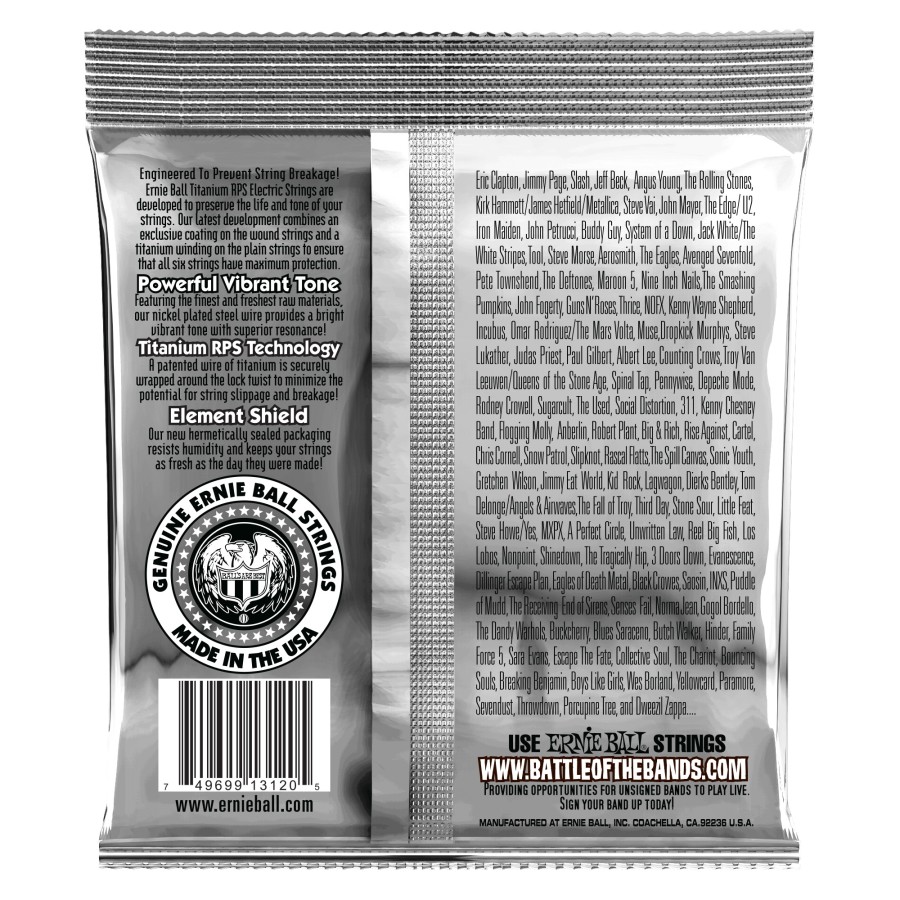 Engineered To Prevent String Breakage!
Ernie Ball Titanium RPS Electric Strings are
developed to preserve the life and tone of your
strings. Our latest development combines an
exclusive coating on the wound strings and a
titanium winding on the plain strings to ensure
that all six strings have maximum protection.
Powerful Vibrant Tone
Featuring the finest and freshest raw materials,
our nickel plated steel wire provides a bright
vibrant tone with superior resonance!
Titanium RPS Technology
A patented wire of titanium is securely
wrapped around the lock twist to minimize the
potential for string slippage and breakage!
Element Shield
Our new hermetically sealed packaging
resists humidity and keeps your strings
as fresh as the day they were made!
GENUINE ERNIE BALL STRINGS
MADE IN THE USA
7 49699 13120 5
www.ernieball.com
Eric Clapton, Jimmy Page, Slash, Jeff Beck, Angus Young, The Rolling Stones,
Kirk Hammett/James Hetfield/Metallica, Steve Vai, John Mayer, The Edge/ U2,
Iron Maiden, John Petrucci, Buddy Guy, System of a Down, Jack White/The
White Stripes, Tool, Steve Morse, Aerosmith, The Eagles, Avenged Sevenfold,
Pete Townshend, The Deftones, Maroon 5, Nine Inch Nails, The Smashing
Pumpkins, John Fogerty, Guns N' Roses, Thrice, NOFX, Kenny Wayne Shepherd,
Incubus, Omar Rodriguez/The Mars Volta, Muse, Dropkick Murphys, Steve
Lukather, Judas Priest, Paul Gilbert, Albert Lee, Counting Crows, Troy Van
Leeuwen/Queens of the Stone Age, Spinal Tap, Pennywise, Depeche Mode,
Rodney Crowell, Sugarcult, The Used, Social Distortion, 311, Kenny Chesney
Band, Flogging Molly, Anberlin, Robert Plant, Big & Rich, Rise Against, Cartel,
Chris Cornell, Snow Patrol, Slipknot, Rascal Flatts, The Spill Canvas, Sonic Youth,
Gretchen Wilson, Jimmy Eat World, Kid Rock, Lagwagon, Dierks Bentley, Tom
Delonge/Angels & Airwaves, The Fall of Troy, Third Day, Stone Sour, Little Feat,
Steve Howe/Yes, MXPX, A Perfect Circle, Unwritten Law, Reel Big Fish, Los
Lobos, Nonpoint, Shinedown, The Tragically Hip, 3 Doors Down, Evanescence,
Dillinger Escape Plan, Eagles of Death Metal, Black Crowes, Saosin, INXS, Puddle
of Mudd, The Receiving End of Sirens, Senses Fail, Norma Jean, Gogol Bordello,
The Dandy Warhols, Buckcherry, Blues Saraceno, Butch Walker, Hinder, Family
Force 5, Sara Evans, Escape The Fate, Collective Soul, The Chariot, Bouncing
Souls, Breaking Benjamin, Boys Like Girls, Wes Borland, Yellowcard, Paramore,
Sevendust, Throwdown, Porcupine Tree, and Dweezil Zappa....
USE ERNIE BALL STRINGS
WWW.BATTLEOFTHEBANDS.COM
PROVIDING OPPORTUNITIES FOR UNSIGNED BANDS TO PLAY LIVE.
SIGN YOUR BAND UP TODAY!
MANUFACTURED AT ERNIE BALL, INC. COACHELLA, CA. 92236 U.S.A.